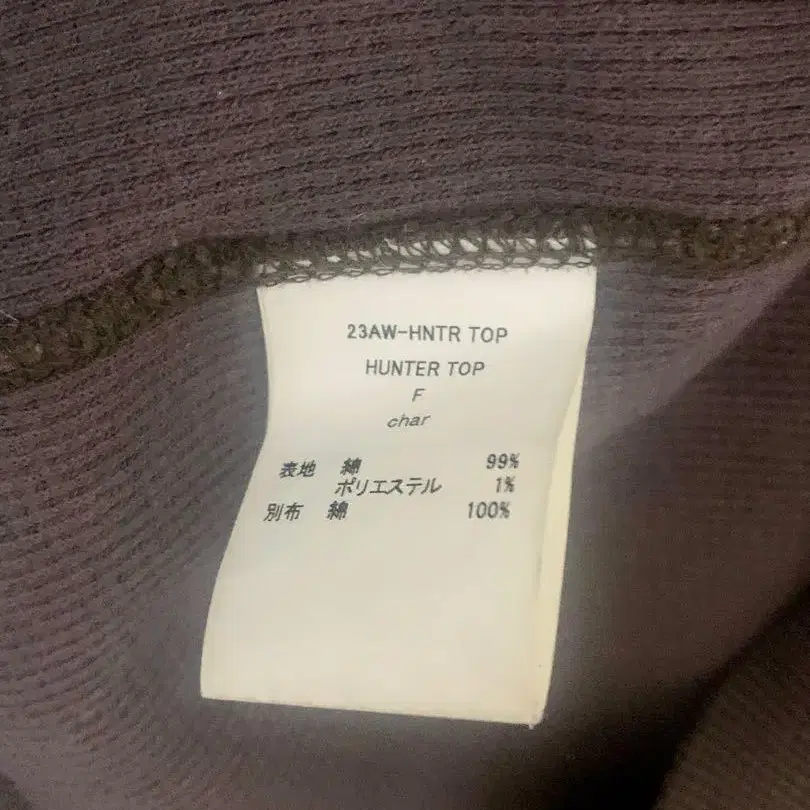 23AW-HNTR TOP
HUNTER TOP
F
char
表地 綿 99%
ポリエステル 1%
別布 綿 100%